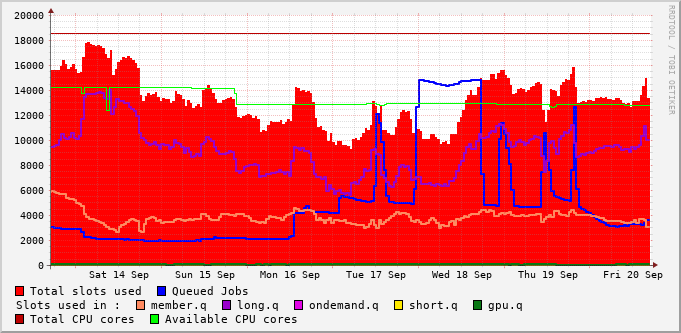 20000
18000
16000
14000
12000
10000
8000
6000
4000
2000
0
Sat 14 Sep Sun 15 Sep Mon 16 Sep Tue 17 Sep Wed 18 Sep Thu 19 Sep Fri 20 Sep
Total slots used Queued Jobs
Slots used in : member.q long.q ondemand.q short.q gpu.q
Total CPU cores Available CPU cores
RRDTOOL / TOBI OETIKER